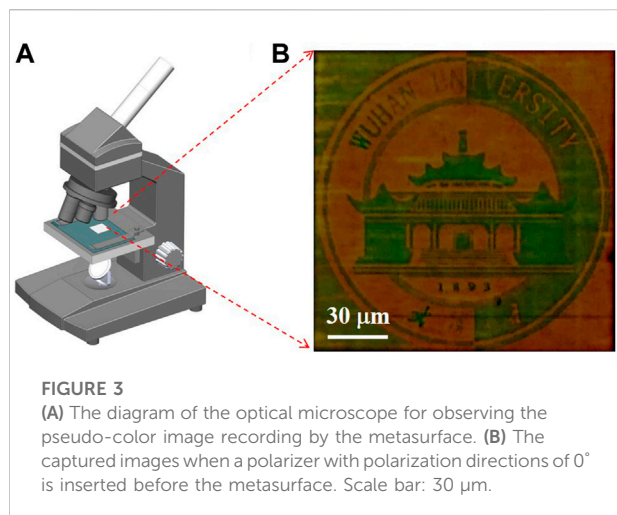 A
B
WUHAN UNIVERSITY
1893
30 μm
FIGURE 3
(A) The diagram of the optical microscope for observing the
pseudo-color image recording by the metasurface. (B) The
captured images when a polarizer with polarization directions of 0°
is inserted before the metasurface. Scale bar: 30 μm.